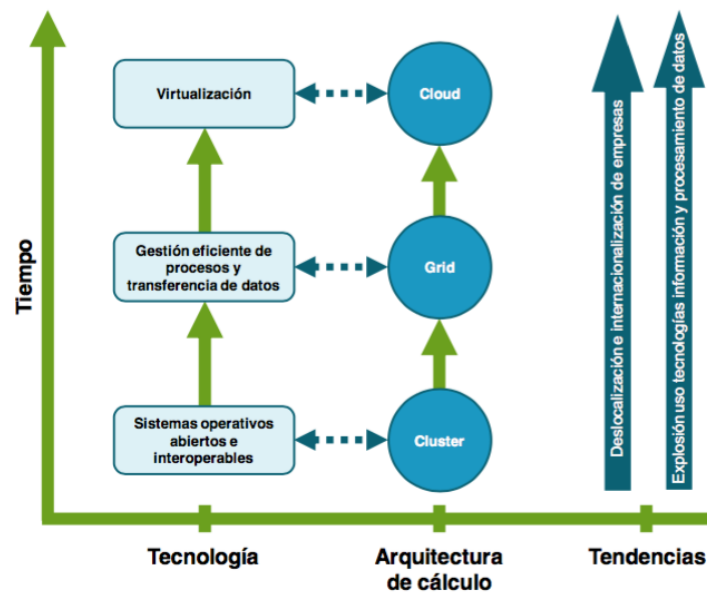 Tiempo
Virtualización
Cloud
Gestión eficiente de
procesos y
transferencia de datos
Grid
Sistemas operativos
abiertos e
interoperables
Cluster
Deslocalización e internacionalización de empresas
Explosión uso tecnologías información y procesamiento de datos
Tecnología
Arquitectura
de cálculo
Tendencias